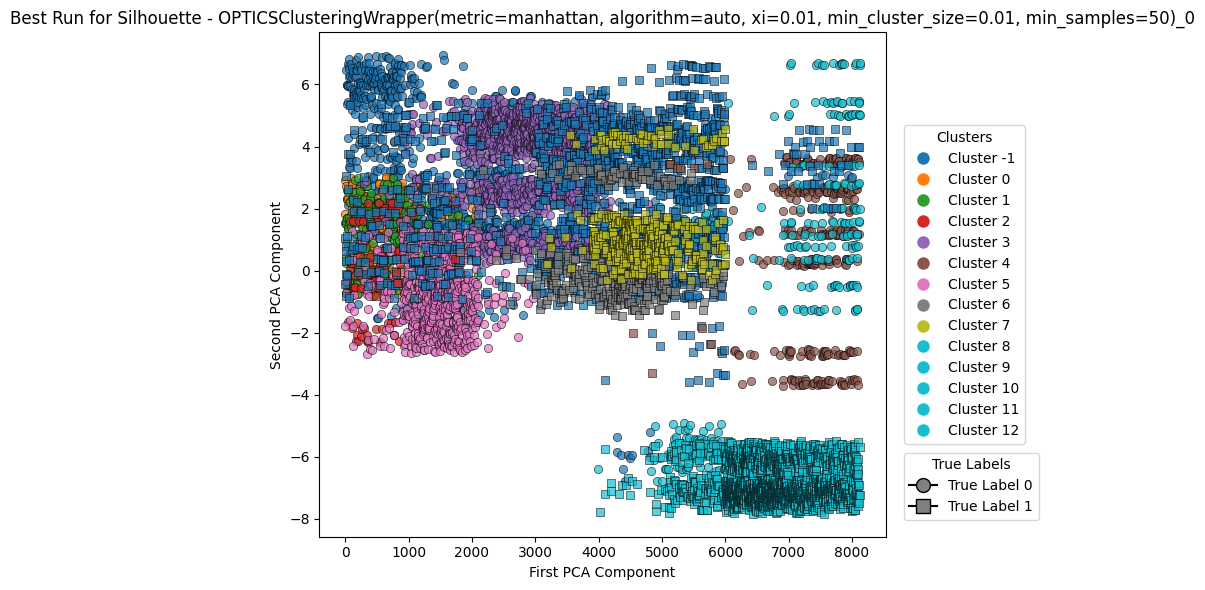 Best Run for Silhouette - OPTICSClusteringWrapper(metric=manhattan, algorithm=auto, xi=0.01, min_cluster_size=0.01, min_samples=50)_0
Second PCA Component
6
4
2
0
−2
−4
−6
−8
0 1000 2000 3000 4000 5000 6000 7000 8000
First PCA Component
Clusters
Cluster -1
Cluster 0
Cluster 1
Cluster 2
Cluster 3
Cluster 4
Cluster 5
Cluster 6
Cluster 7
Cluster 8
Cluster 9
Cluster 10
Cluster 11
Cluster 12
True Labels
True Label 0
True Label 1